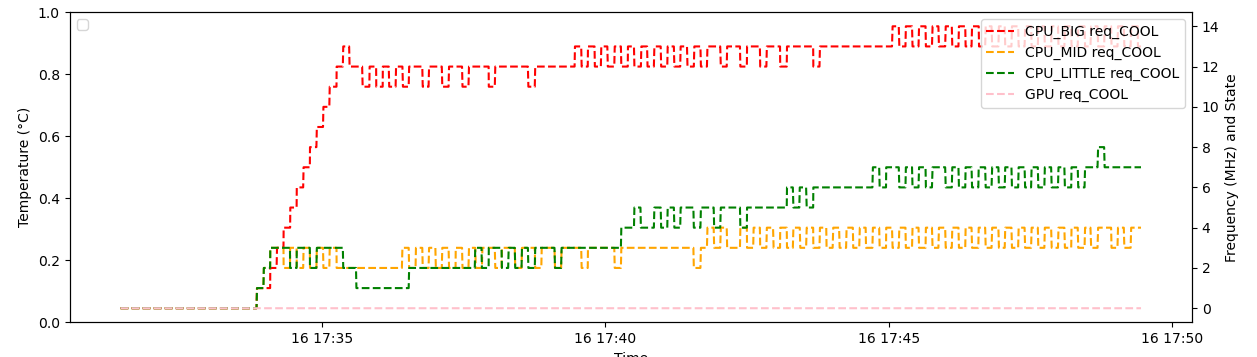 1.0
0.8
0.6
0.4
0.2
0.0
Temperature (°C)
14
12
10
8
6
4
2
0
Frequency (MHz) and State
CPU_BIG req_COOL
CPU_MID req_COOL
CPU_LITTLE req_COOL
GPU req_COOL
16 17:35
16 17:40
16 17:45
16 17:50
Time